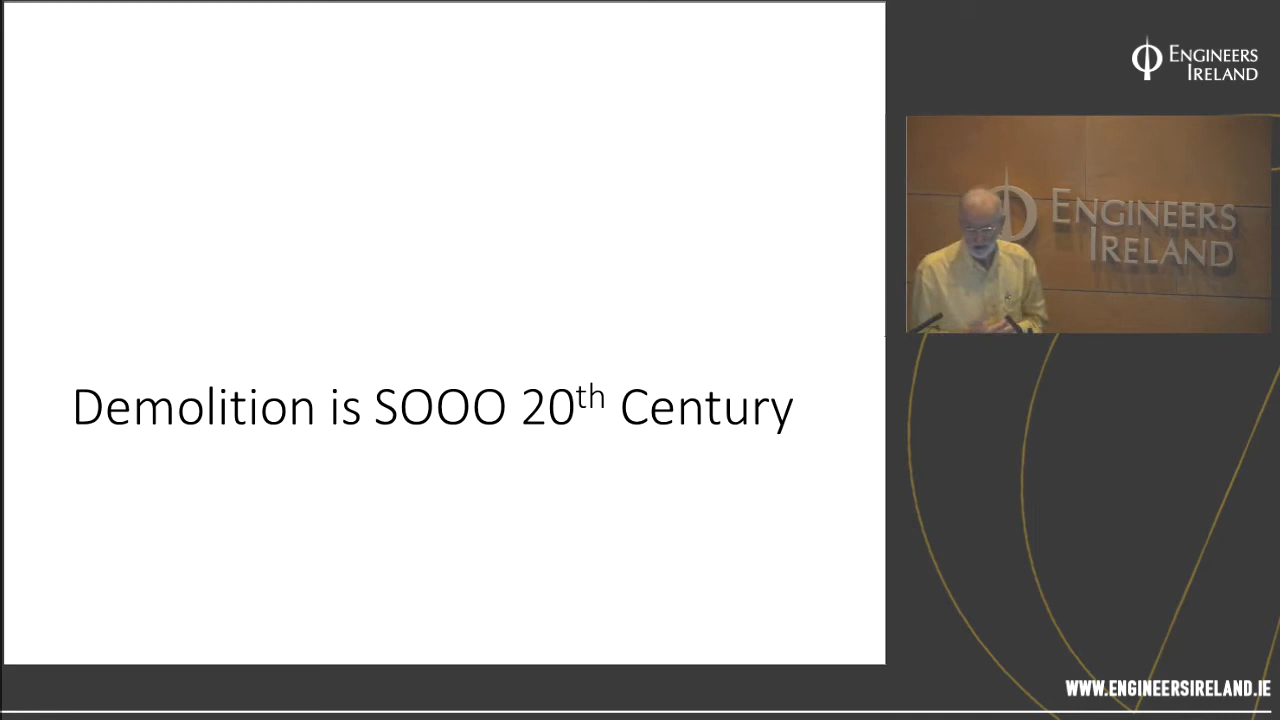 Demolition is SOOO 20th Century
ENGINEERS
IRELAND
ENGINEERS
IRELAND
WWW.ENGINEERSIRELAND.IE